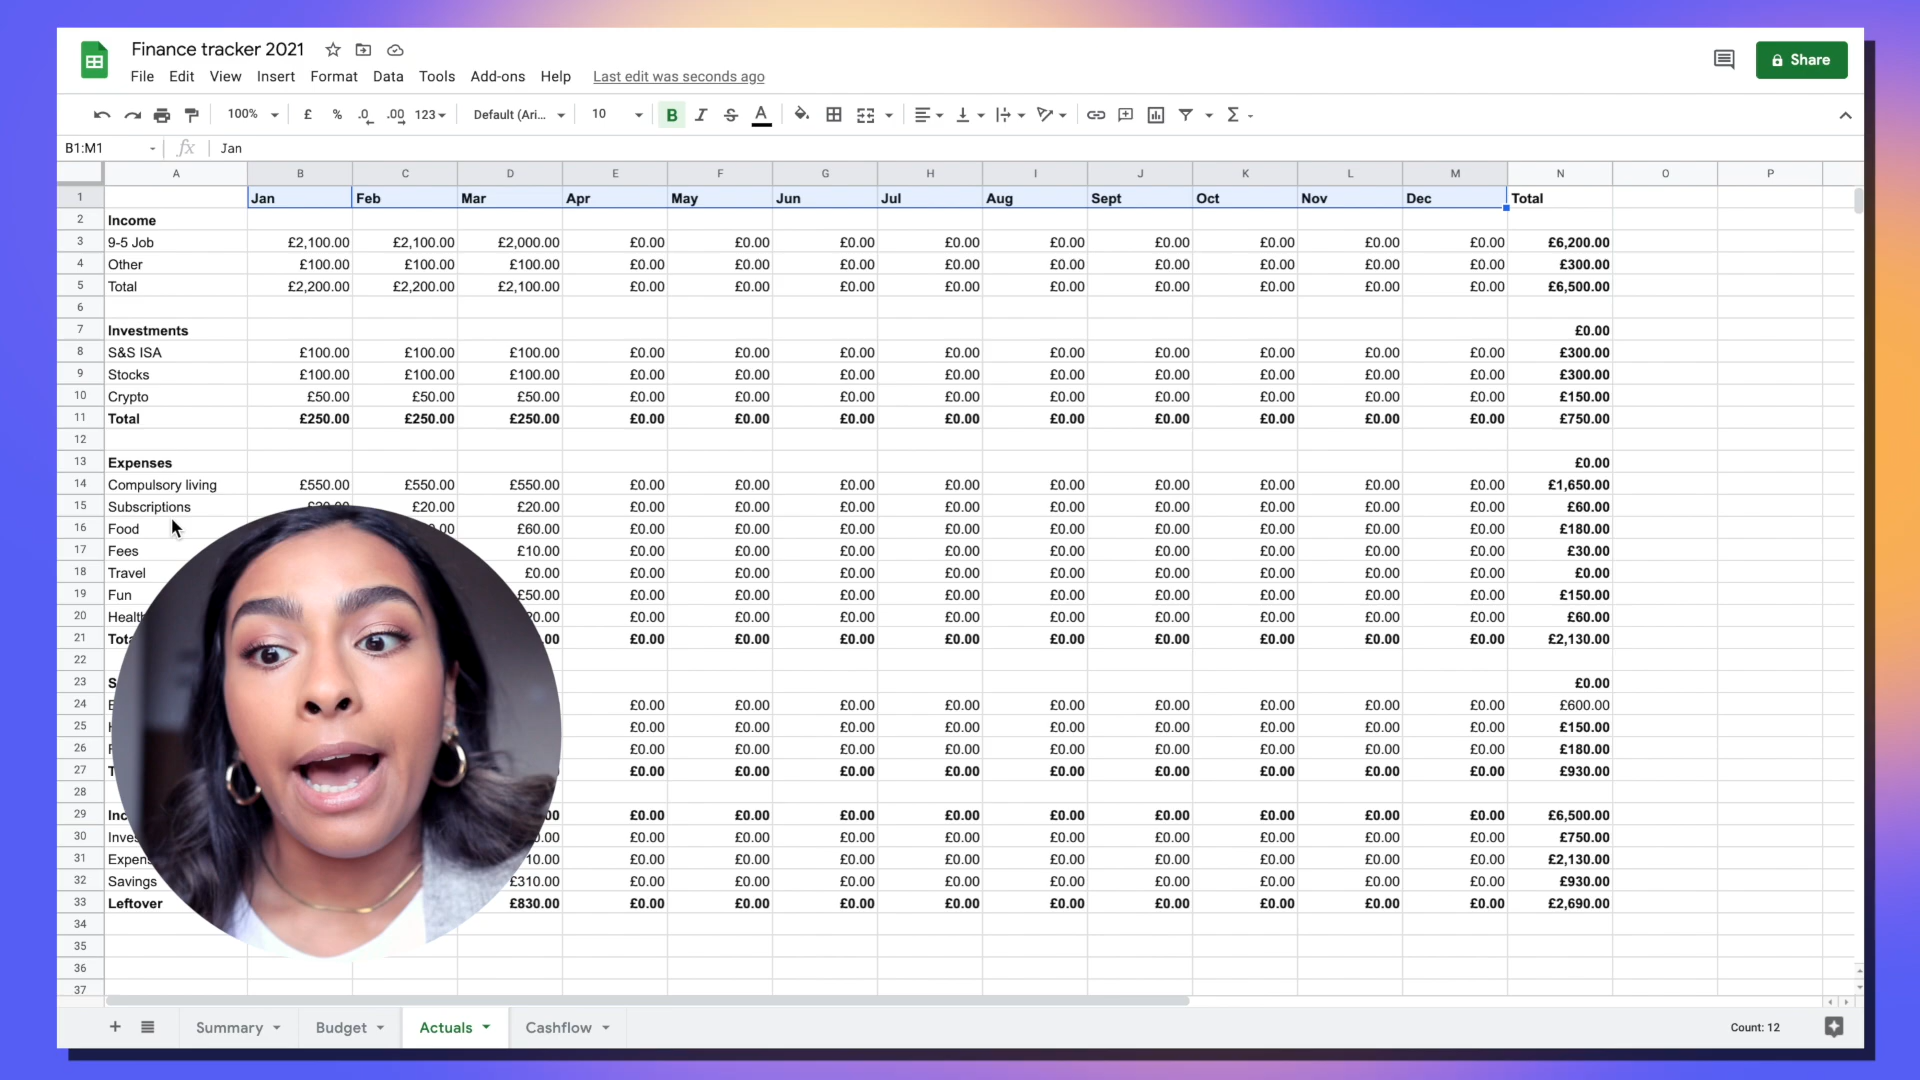 Finance tracker 2021
File Edit View Insert Format Data Tools Add-ons Help Last edit was seconds ago
Share
100% £ % .0 .00 123 Default (Ari... 10 B I S A Σ
B1:M1 fx Jan
A B C D E F G H I J K L M N O P
1 Jan Feb Mar Apr May Jun Jul Aug Sept Oct Nov Dec Total
2 Income
3 9-5 Job £2,100.00 £2,100.00 £2,000.00 £0.00 £0.00 £0.00 £0.00 £0.00 £0.00 £0.00 £0.00 £0.00 £6,200.00
4 Other £100.00 £100.00 £100.00 £0.00 £0.00 £0.00 £0.00 £0.00 £0.00 £0.00 £0.00 £0.00 £300.00
5 Total £2,200.00 £2,200.00 £2,100.00 £0.00 £0.00 £0.00 £0.00 £0.00 £0.00 £0.00 £0.00 £0.00 £6,500.00
6
7 Investments £0.00
8 S&S ISA £100.00 £100.00 £100.00 £0.00 £0.00 £0.00 £0.00 £0.00 £0.00 £0.00 £0.00 £0.00 £300.00
9 Stocks £100.00 £100.00 £100.00 £0.00 £0.00 £0.00 £0.00 £0.00 £0.00 £0.00 £0.00 £0.00 £300.00
10 Crypto £50.00 £50.00 £50.00 £0.00 £0.00 £0.00 £0.00 £0.00 £0.00 £0.00 £0.00 £0.00 £150.00
11 Total £250.00 £250.00 £250.00 £0.00 £0.00 £0.00 £0.00 £0.00 £0.00 £0.00 £0.00 £0.00 £750.00
12
13 Expenses £0.00
14 Compulsory living £550.00 £550.00 £550.00 £0.00 £0.00 £0.00 £0.00 £0.00 £0.00 £0.00 £0.00 £0.00 £1,650.00
15 Subscriptions £20.00 £20.00 £0.00 £0.00 £0.00 £0.00 £0.00 £0.00 £0.00 £0.00 £0.00 £60.00
16 Food £60.00 £0.00 £0.00 £0.00 £0.00 £0.00 £0.00 £0.00 £0.00 £0.00 £180.00
17 Fees £10.00 £0.00 £0.00 £0.00 £0.00 £0.00 £0.00 £0.00 £0.00 £0.00 £30.00
18 Travel £0.00 £0.00 £0.00 £0.00 £0.00 £0.00 £0.00 £0.00 £0.00 £0.00 £0.00
19 Fun £50.00 £0.00 £0.00 £0.00 £0.00 £0.00 £0.00 £0.00 £0.00 £0.00 £150.00
20 £0.00 £0.00 £0.00 £0.00 £0.00 £0.00 £0.00 £0.00 £0.00 £60.00
21 £0.00 £0.00 £0.00 £0.00 £0.00 £0.00 £0.00 £0.00 £0.00 £2,130.00
22
23 £0.00
24 £0.00 £0.00 £0.00 £0.00 £0.00 £0.00 £0.00 £0.00 £0.00 £600.00
25 £0.00 £0.00 £0.00 £0.00 £0.00 £0.00 £0.00 £0.00 £0.00 £150.00
26 £0.00 £0.00 £0.00 £0.00 £0.00 £0.00 £0.00 £0.00 £0.00 £180.00
27 £0.00 £0.00 £0.00 £0.00 £0.00 £0.00 £0.00 £0.00 £0.00 £930.00
28
29 £0.00 £0.00 £0.00 £0.00 £0.00 £0.00 £0.00 £0.00 £0.00 £6,500.00
30 £0.00 £0.00 £0.00 £0.00 £0.00 £0.00 £0.00 £0.00 £0.00 £750.00
31 £0.00 £0.00 £0.00 £0.00 £0.00 £0.00 £0.00 £0.00 £0.00 £2,130.00
32 Savings £310.00 £0.00 £0.00 £0.00 £0.00 £0.00 £0.00 £0.00 £0.00 £0.00 £930.00
33 Leftover £830.00 £0.00 £0.00 £0.00 £0.00 £0.00 £0.00 £0.00 £0.00 £0.00 £2,690.00
34
35
36
37
Summary Budget Actuals Cashflow Count: 12